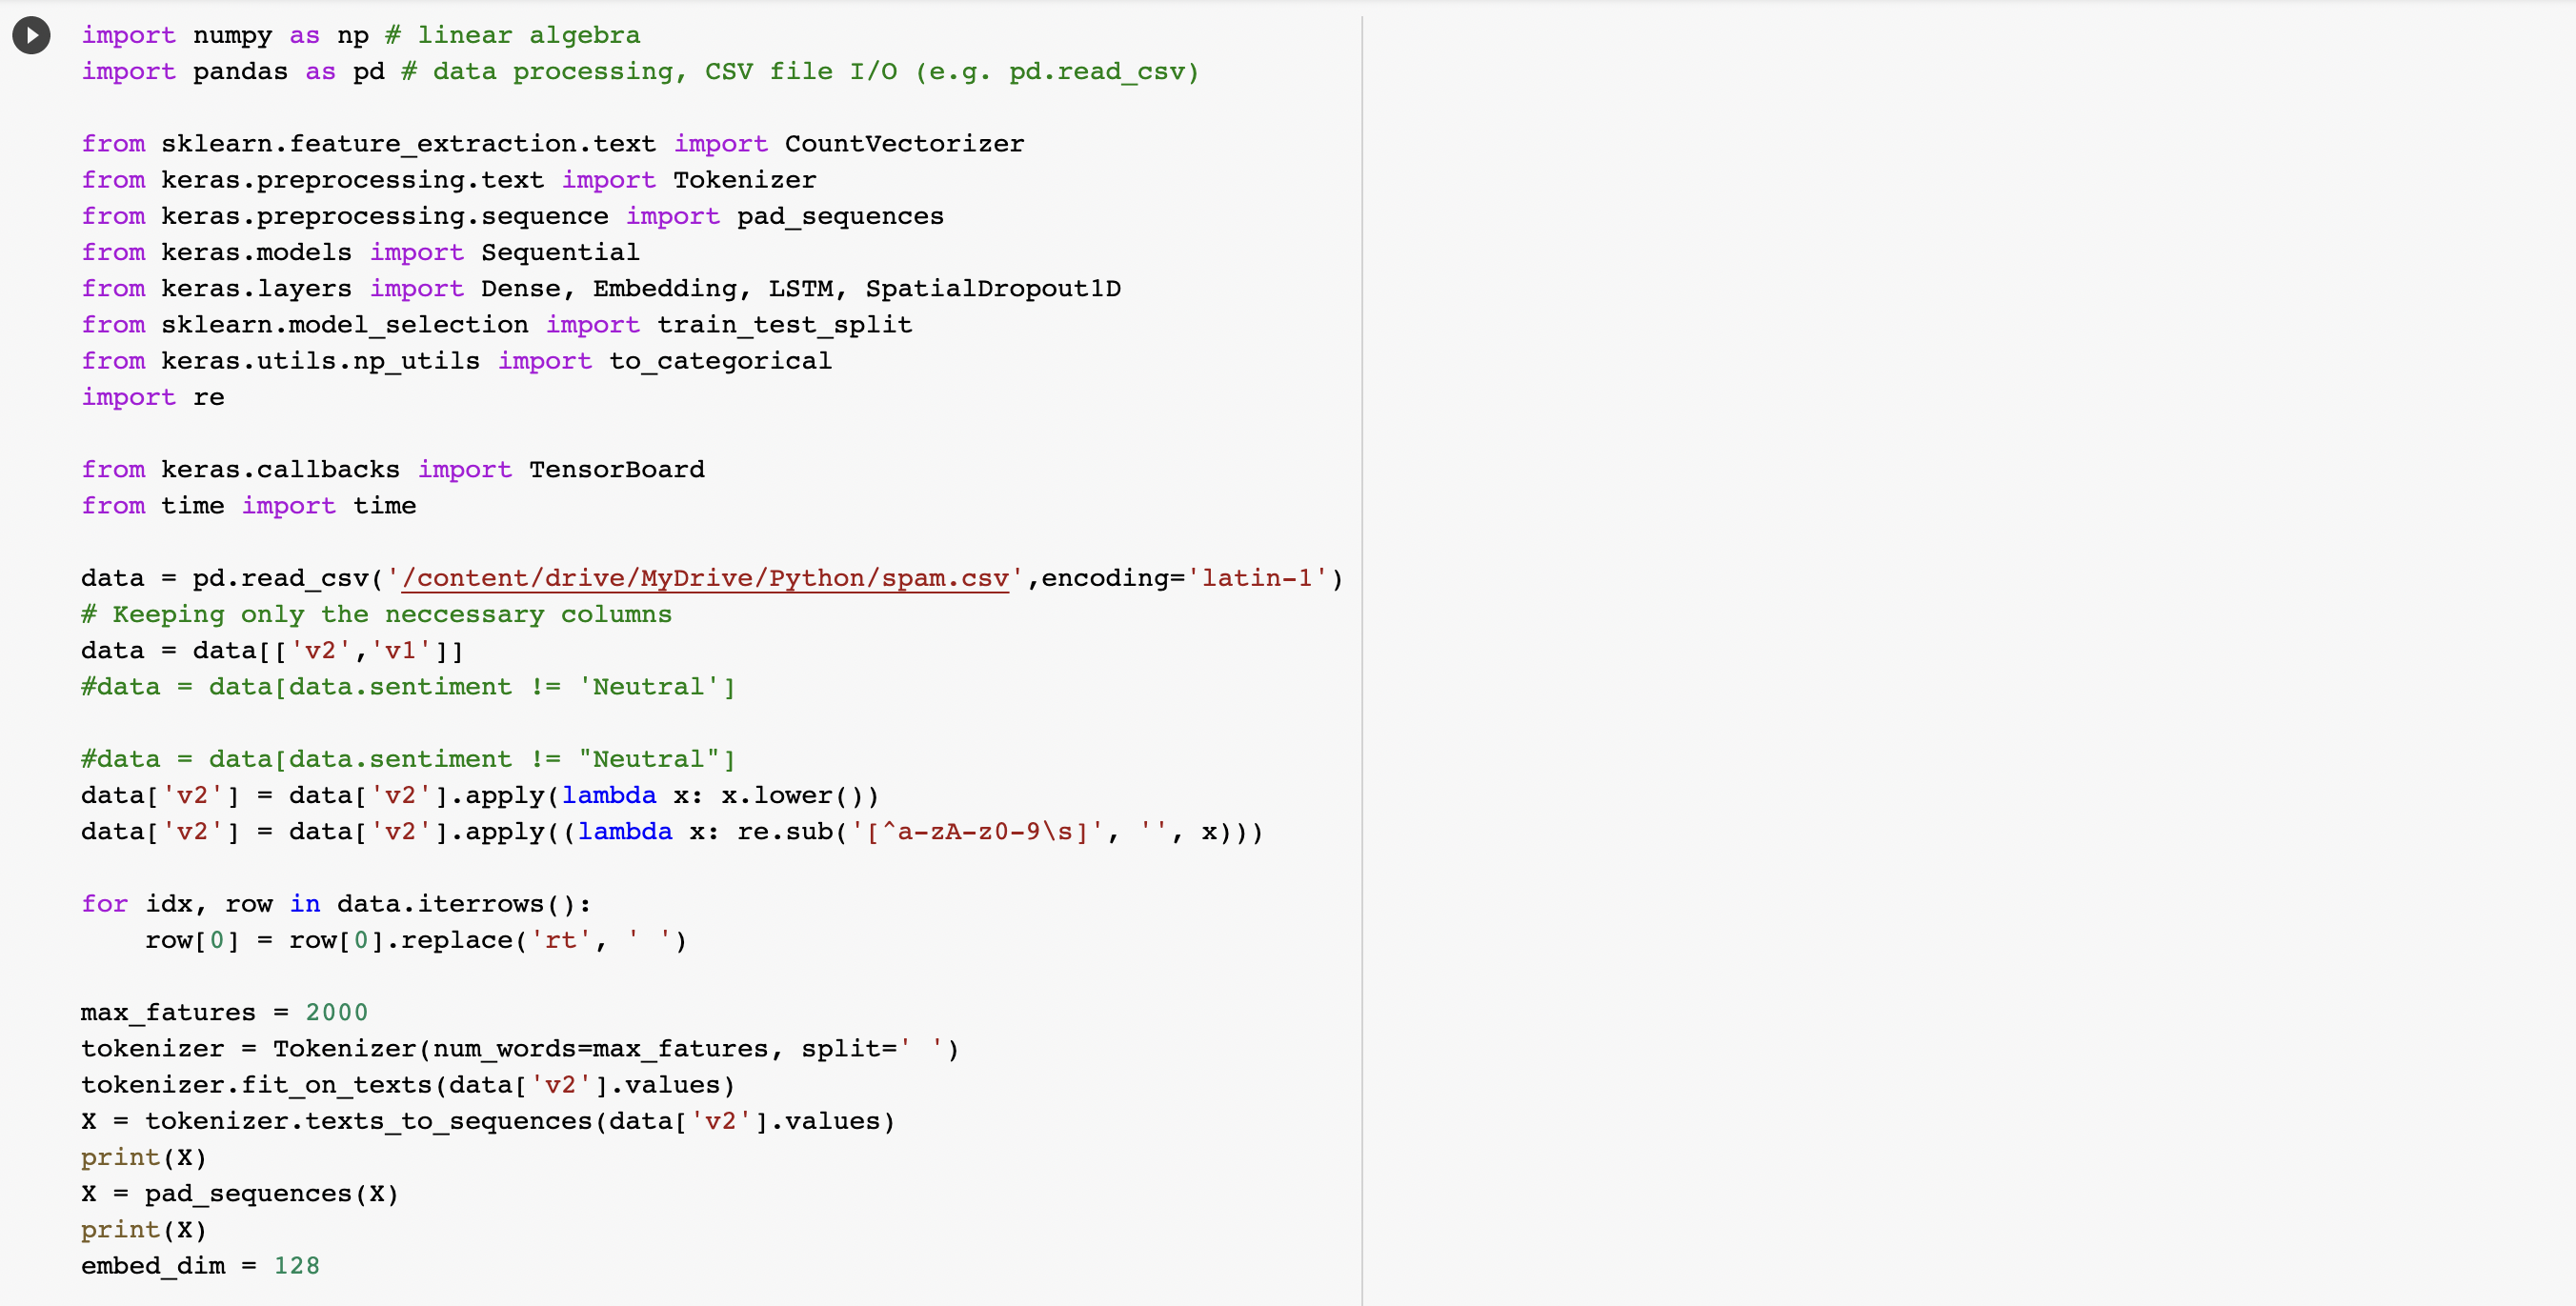 import numpy as np # linear algebra
import pandas as pd # data processing, CSV file I/O (e.g. pd.read_csv)
from sklearn.feature_extraction.text import CountVectorizer
from keras.preprocessing.text import Tokenizer
from keras.preprocessing.sequence import pad_sequences
from keras.models import Sequential
from keras.layers import Dense, Embedding, LSTM, SpatialDropout1D
from sklearn.model_selection import train_test_split
from keras.utils.np_utils import to_categorical
import re
from keras.callbacks import TensorBoard
from time import time
data = pd.read_csv('/content/drive/MyDrive/Python/spam.csv',encoding='latin-1')
# Keeping only the neccessary columns
data = data[['v2','v1']]
#data = data[data.sentiment != 'Neutral']
#data = data[data.sentiment != "Neutral"]
data['v2'] = data['v2'].apply(lambda x: x.lower())
data['v2'] = data['v2'].apply((lambda x: re.sub('[^a-zA-z0-9\s]', '', x)))
for idx, row in data.iterrows():
    row[0] = row[0].replace('rt', ' ')
max_fatures = 2000
tokenizer = Tokenizer(num_words=max_fatures, split=' ')
tokenizer.fit_on_texts(data['v2'].values)
X = tokenizer.texts_to_sequences(data['v2'].values)
print(X)
X = pad_sequences(X)
print(X)
embed_dim = 128